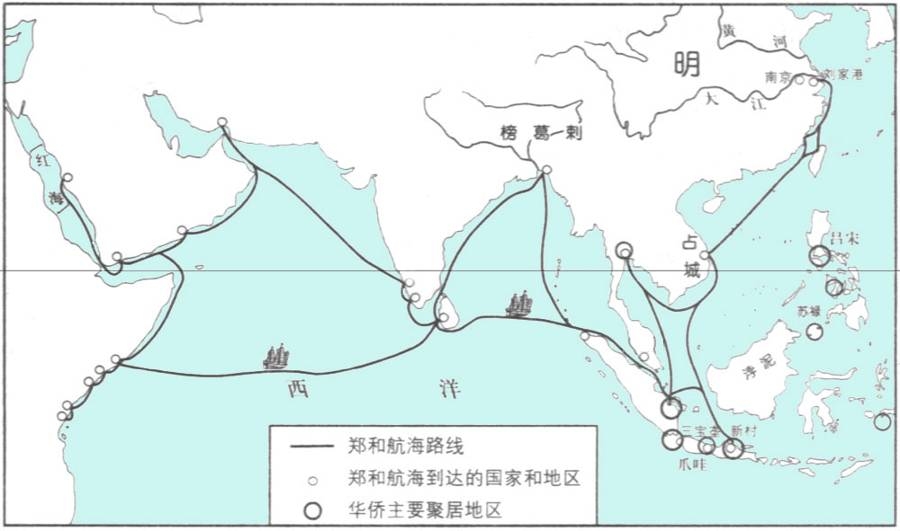 黄 河
明
南京
刘家港
大 江
榜 葛 剌
红海
占城
吕宋
苏禄
浡泥
西 洋
三宝垄
新村
爪哇
郑和航海路线
郑和航海到达的国家和地区
华侨主要聚居地区